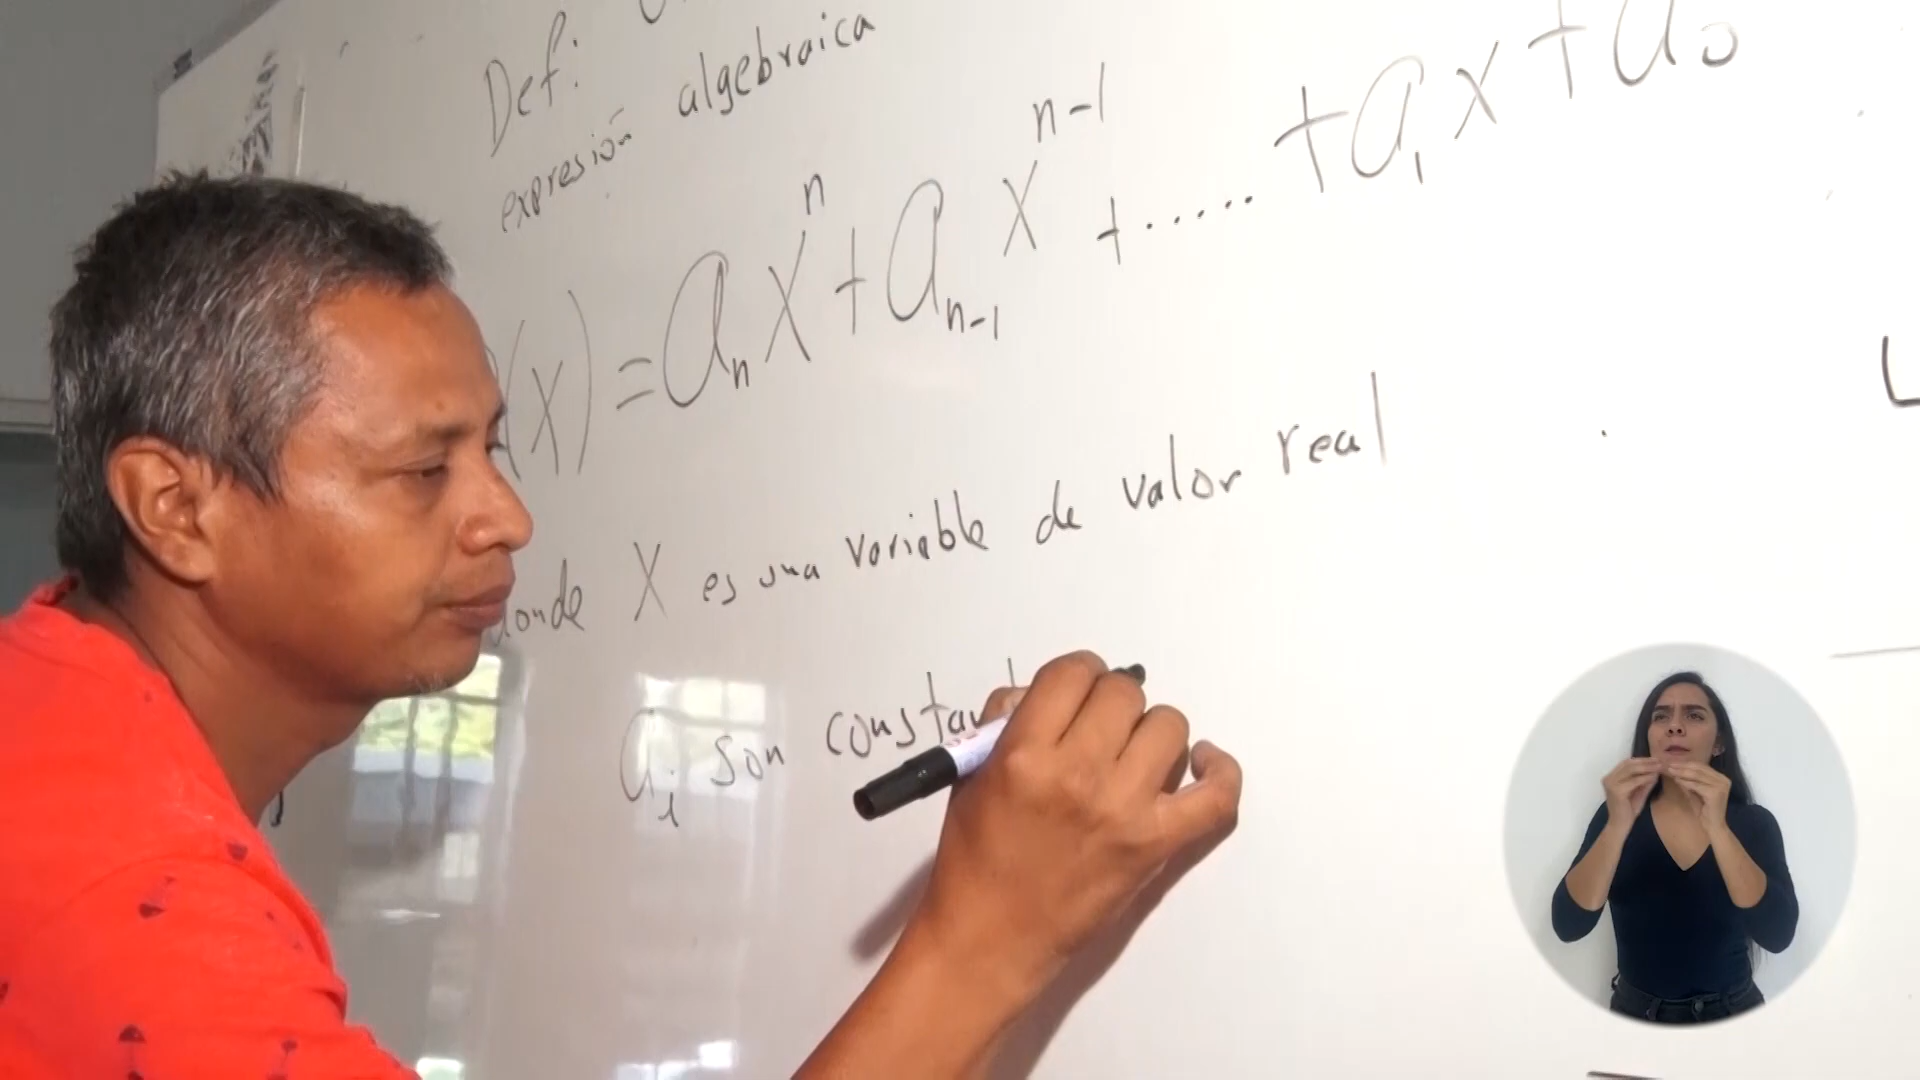 Def:
expresión algebraica
(x) = aₙxⁿ + aₙ₋₁xⁿ⁻¹ + ..... + a₁x + a₀
donde X es una variable de valor real
aᵢ son constant